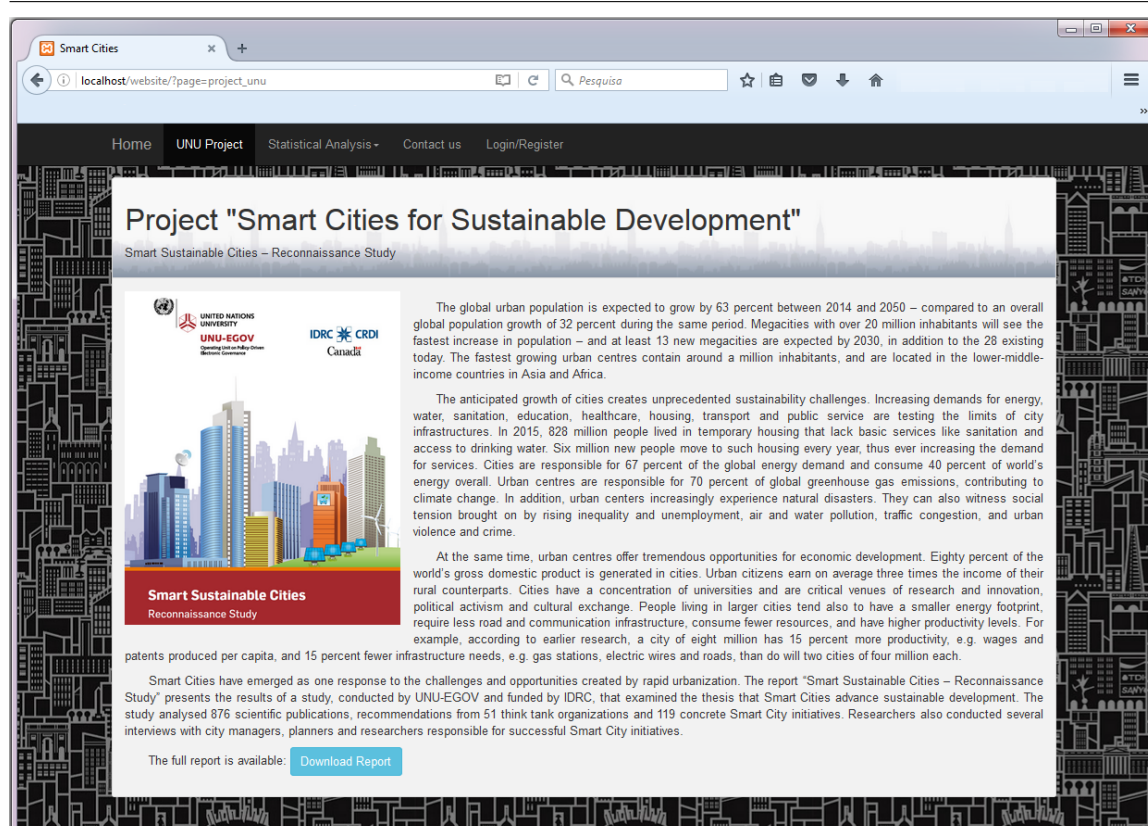 Smart Cities
localhost/website/?page=project_unu
Pesquisa
Home UNU Project Statistical Analysis Contact us Login/Register
Project "Smart Cities for Sustainable Development"
Smart Sustainable Cities – Reconnaissance Study
UNITED NATIONS
UNIVERSITY
UNU-EGOV
Operating Unit on Policy-Driven
Electronic Governance
IDRC CRDI
Canada
Smart Sustainable Cities
Reconnaissance Study
The global urban population is expected to grow by 63 percent between 2014 and 2050 – compared to an overall
global population growth of 32 percent during the same period. Megacities with over 20 million inhabitants will see the
fastest increase in population – and at least 13 new megacities are expected by 2030, in addition to the 28 existing
today. The fastest growing urban centres contain around a million inhabitants, and are located in the lower-middle-
income countries in Asia and Africa.
The anticipated growth of cities creates unprecedented sustainability challenges. Increasing demands for energy,
water, sanitation, education, healthcare, housing, transport and public service are testing the limits of city
infrastructures. In 2015, 828 million people lived in temporary housing that lack basic services like sanitation and
access to drinking water. Six million new people move to such housing every year, thus ever increasing the demand
for services. Cities are responsible for 67 percent of the global energy demand and consume 40 percent of world's
energy overall. Urban centres are responsible for 70 percent of global greenhouse gas emissions, contributing to
climate change. In addition, urban centers increasingly experience natural disasters. They can also witness social
tension brought on by rising inequality and unemployment, air and water pollution, traffic congestion, and urban
violence and crime.
At the same time, urban centres offer tremendous opportunities for economic development. Eighty percent of the
world's gross domestic product is generated in cities. Urban citizens earn on average three times the income of their
rural counterparts. Cities have a concentration of universities and are critical venues of research and innovation,
political activism and cultural exchange. People living in larger cities tend also to have a smaller energy footprint,
require less road and communication infrastructure, consume fewer resources, and have higher productivity levels. For
example, according to earlier research, a city of eight million has 15 percent more productivity, e.g. wages and
patents produced per capita, and 15 percent fewer infrastructure needs, e.g. gas stations, electric wires and roads, than do will two cities of four million each.
Smart Cities have emerged as one response to the challenges and opportunities created by rapid urbanization. The report "Smart Sustainable Cities – Reconnaissance
Study" presents the results of a study, conducted by UNU-EGOV and funded by IDRC, that examined the thesis that Smart Cities advance sustainable development. The
study analysed 876 scientific publications, recommendations from 51 think tank organizations and 119 concrete Smart City initiatives. Researchers also conducted several
interviews with city managers, planners and researchers responsible for successful Smart City initiatives.
The full report is available: Download Report